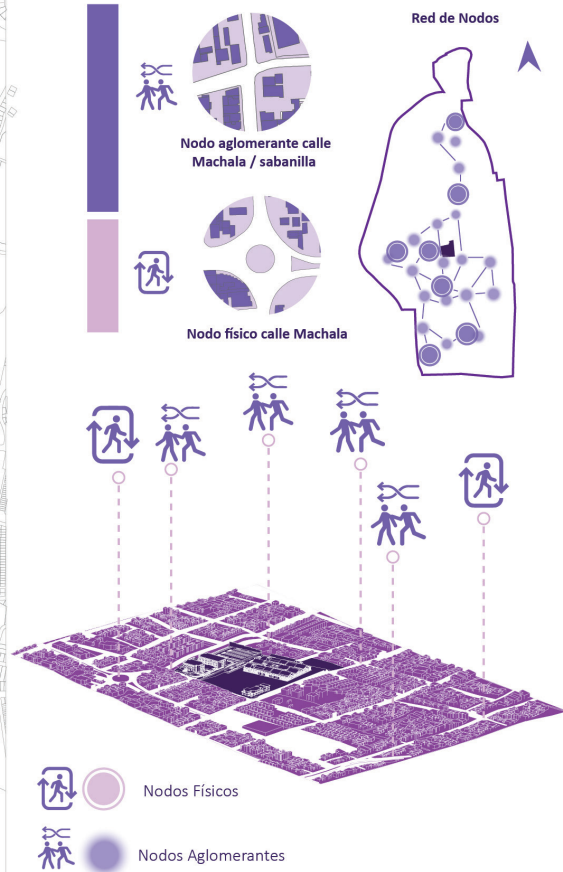 Red de Nodos
Nodo aglomerante calle
Machala / sabanilla
Nodo físico calle Machala
Nodos Físicos
Nodos Aglomerantes